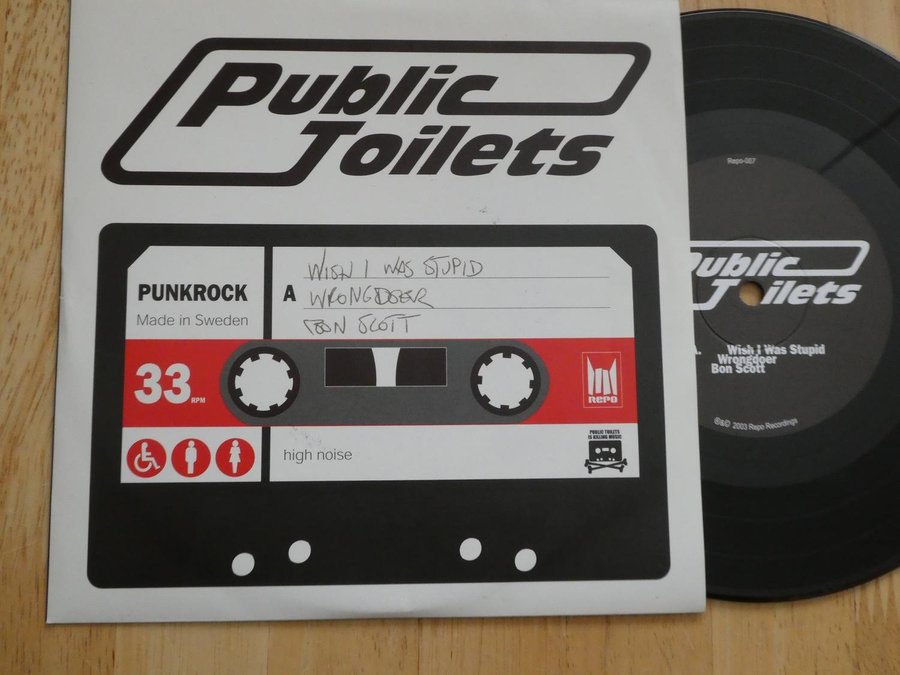 Public
Toilets
PUNKROCK
Made in Sweden
A
WISH I WAS STUPID
WRONGDOER
BON SCOTT
33 RPM
REPO
high noise
PUBLIC TOILETS
IS KILLING MUSIC
Repo-007
Public
Toilets
A. Wish I Was Stupid
Wrongdoer
Bon Scott
℗&© 2003 Repo Recordings